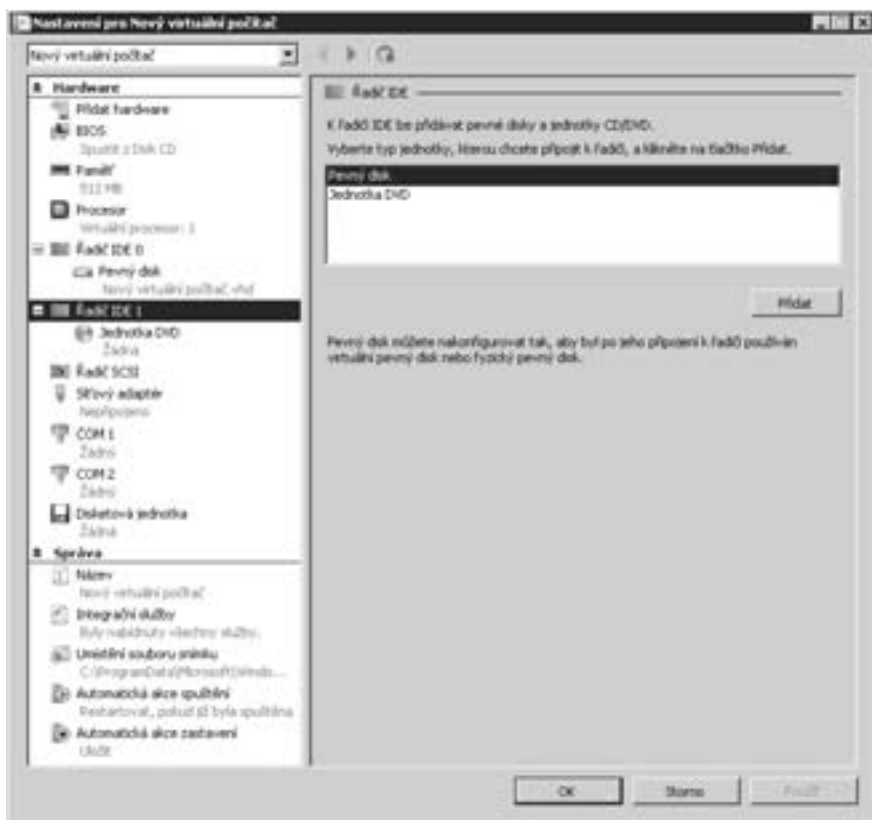 Nastavení pro Nový virtuální počítač
Nový virtuální počítač
Hardware
Přidat hardware
BIOS
Spustit z Disk CD
Paměť
512 MB
Procesor
Virtuální procesor: 1
Řadič IDE 0
Pevný disk
Nový virtuální počítač.vhd
Řadič IDE 1
Jednotka DVD
Žádná
Řadič SCSI
Síťový adaptér
Nepřipojeno
COM 1
Žádný
COM 2
Žádný
Disketová jednotka
Žádná
Správa
Název
Nový virtuální počítač
Integrační služby
Byly nabídnuty všechny služby.
Umístění souboru snímku
C:\ProgramData\Microsoft\Windo...
Automatická akce spuštění
Restartovat, pokud již byla spuštěna
Automatická akce zastavení
Uložit
Řadič IDE
K řadiči IDE lze přidávat pevné disky a jednotky CD/DVD.
Vyberte typ jednotky, kterou chcete připojit k řadiči, a klikněte na tlačítko Přidat.
Pevný disk
Jednotka DVD
Přidat
Pevný disk můžete nakonfigurovat tak, aby byl po jeho připojení k řadiči používán
virtuální pevný disk nebo fyzický pevný disk.
OK
Storno
Použít